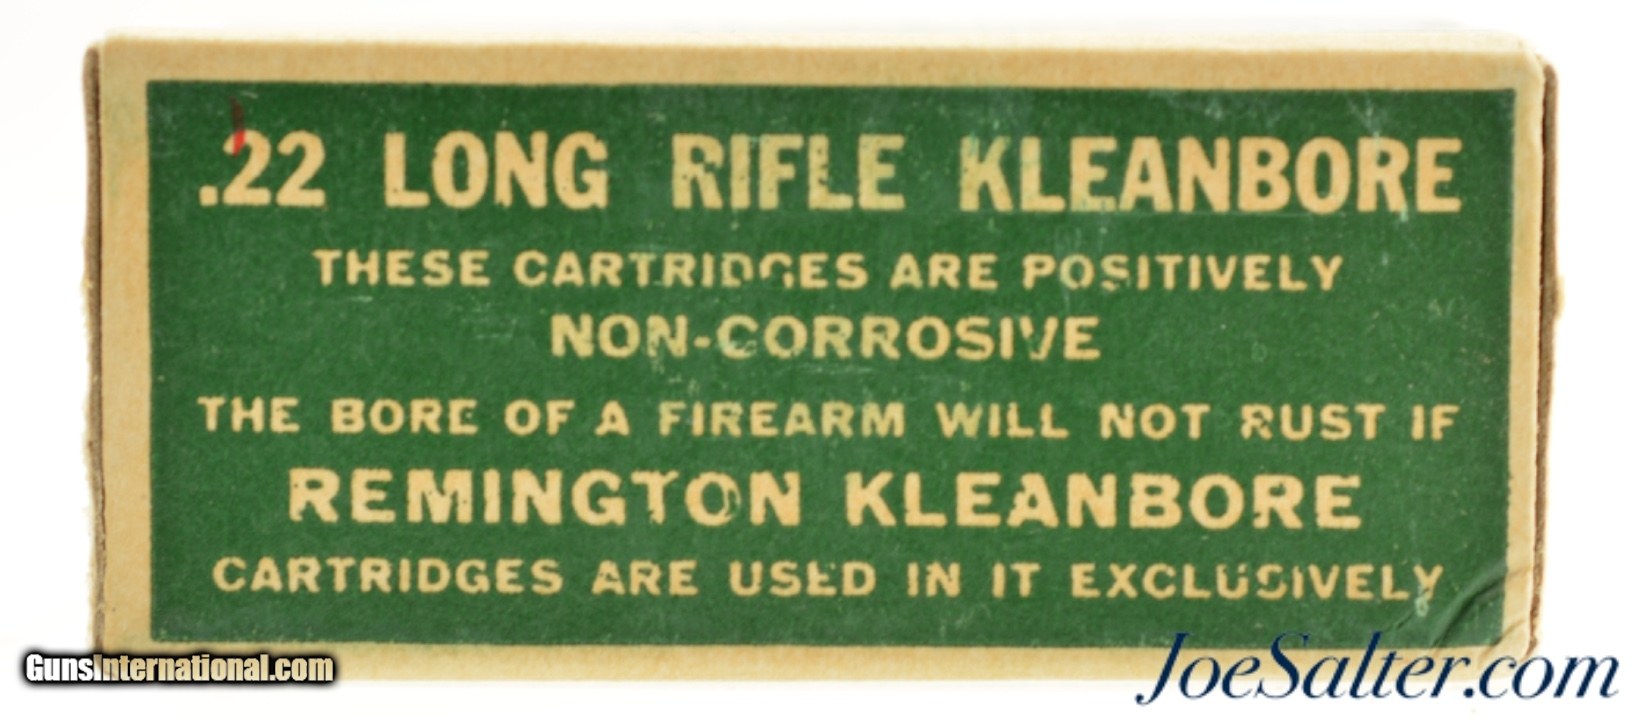 .22 LONG RIFLE KLEANBORE
THESE CARTRIDGES ARE POSITIVELY
NON-CORROSIVE
THE BORE OF A FIREARM WILL NOT RUST IF
REMINGTON KLEANBORE
CARTRIDGES ARE USED IN IT EXCLUSIVELY
GunsInternational.com
JoeSalter.com